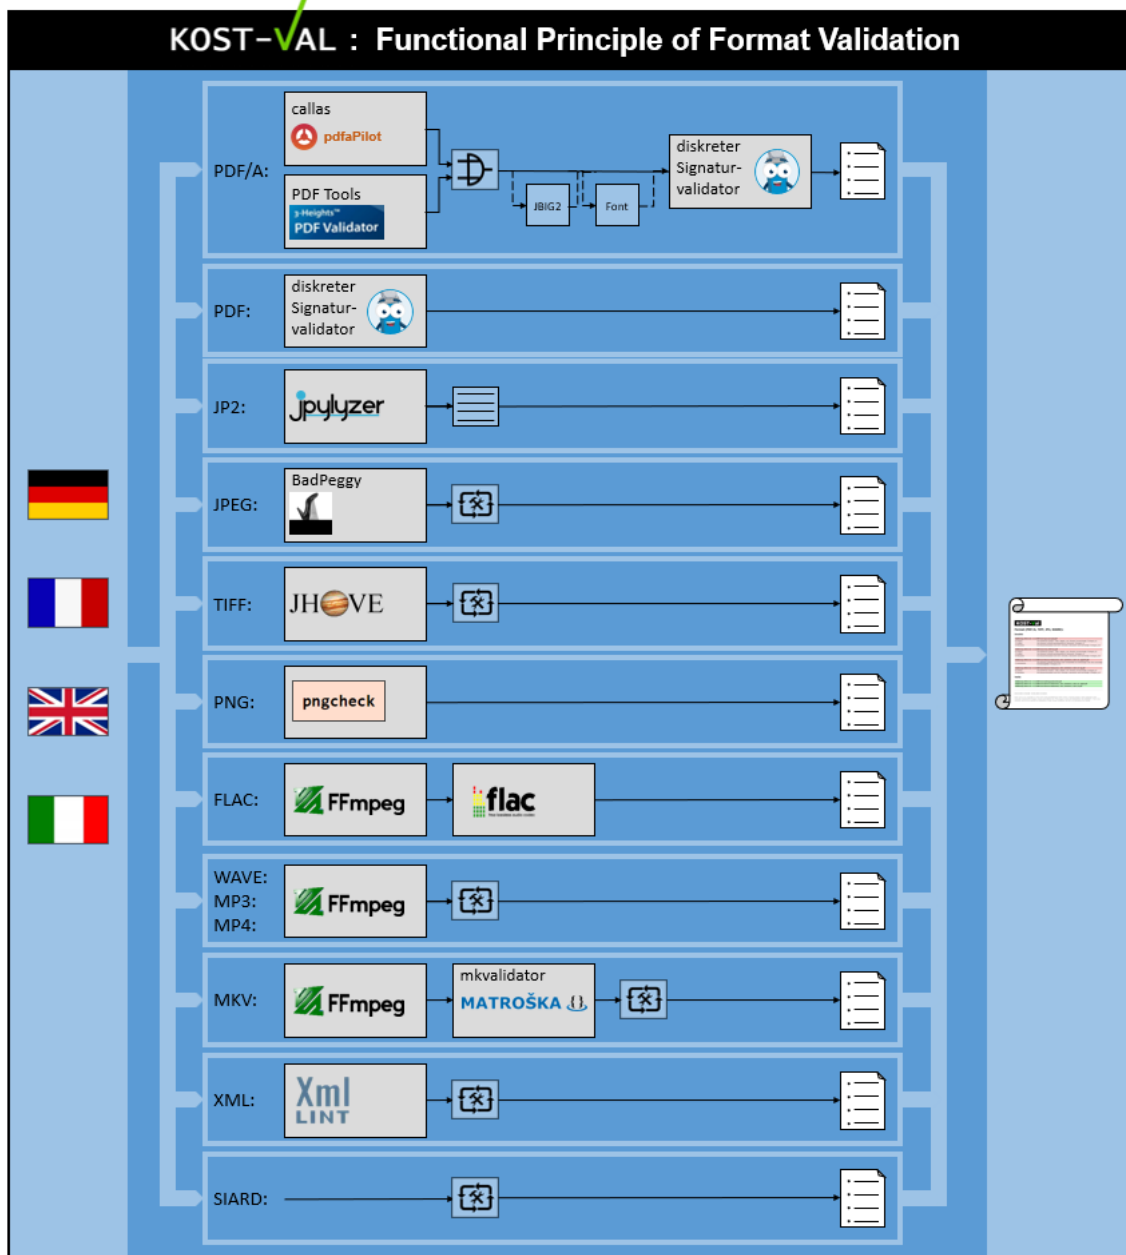 KOST-VAL : Functional Principle of Format Validation
PDF/A:
callas
pdfaPilot
PDF Tools
3-Heights™
PDF Validator
JBIG2
Font
diskreter
Signatur-
validator
PDF:
diskreter
Signatur-
validator
JP2:
jpylyzer
JPEG:
BadPeggy
TIFF:
JHOVE
PNG:
pngcheck
FLAC:
FFmpeg
flac
WAVE:
MP3:
MP4:
FFmpeg
MKV:
FFmpeg
mkvalidator
MATROŠKA
XML:
Xml
LINT
SIARD: